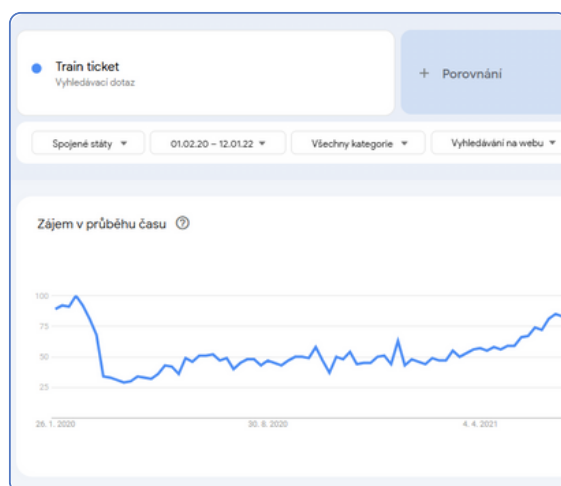 Train ticket
Vyhledávací dotaz
+ Porovnání
Spojené státy
01.02.20 – 12.01.22
Všechny kategorie
Vyhledávání na webu
Zájem v průběhu času
100
75
50
25
26. 1. 2020
30. 8. 2020
4. 4. 2021